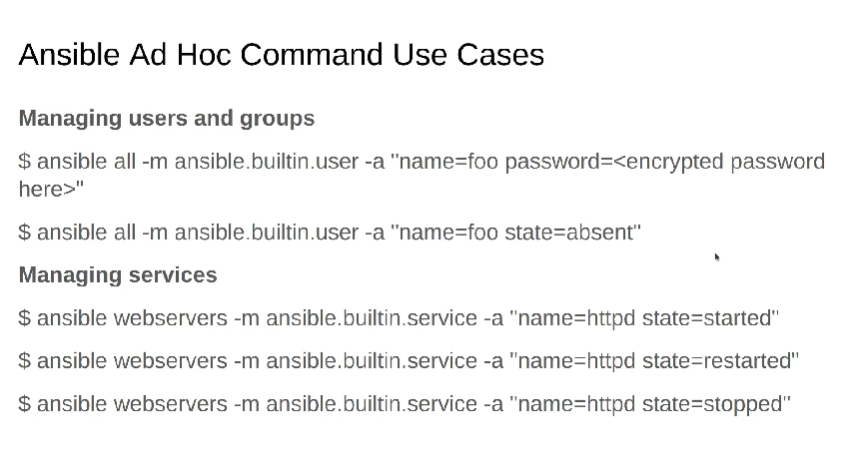 Ansible Ad Hoc Command Use Cases
Managing users and groups
$ ansible all -m ansible.builtin.user -a "name=foo password=<encrypted password
here>"
$ ansible all -m ansible.builtin.user -a "name=foo state=absent"
Managing services
$ ansible webservers -m ansible.builtin.service -a "name=httpd state=started"
$ ansible webservers -m ansible.builtin.service -a "name=httpd state=restarted"
$ ansible webservers -m ansible.builtin.service -a "name=httpd state=stopped"